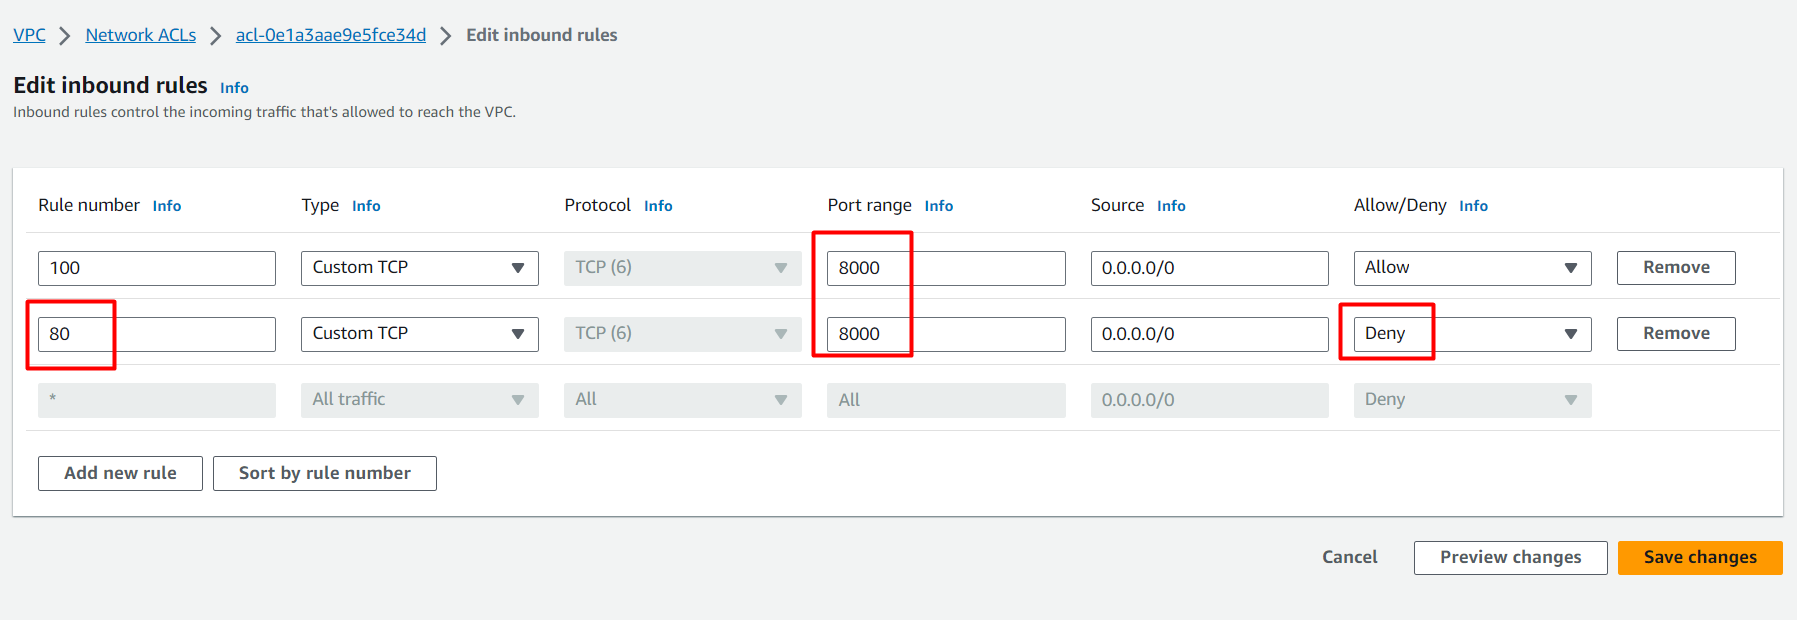 VPC > Network ACLs > acl-0e1a3aae9e5fce34d > Edit inbound rules
Edit inbound rules Info
Inbound rules control the incoming traffic that's allowed to reach the VPC.
Rule number Info Type Info Protocol Info Port range Info Source Info Allow/Deny Info
100 Custom TCP TCP (6) 8000 0.0.0.0/0 Allow Remove
80 Custom TCP TCP (6) 8000 0.0.0.0/0 Deny Remove
* All traffic All All 0.0.0.0/0 Deny
Add new rule Sort by rule number
Cancel Preview changes Save changes